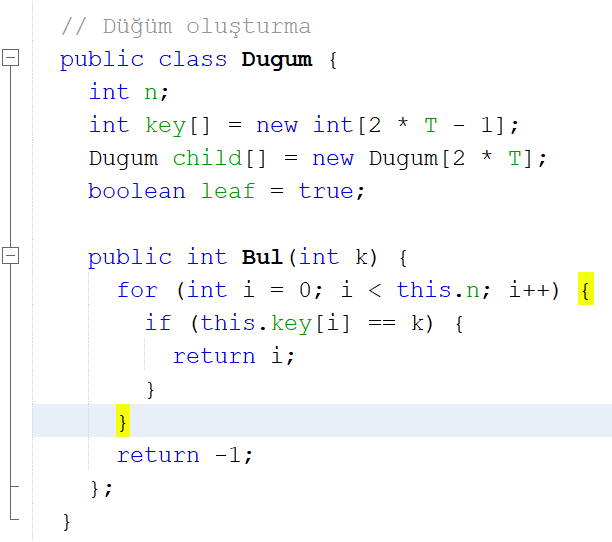 // Düğüm oluşturma
public class Dugum {
int n;
int key[] = new int[2 * T - 1];
Dugum child[] = new Dugum[2 * T];
boolean leaf = true;
public int Bul(int k) {
for (int i = 0; i < this.n; i++) {
if (this.key[i] == k) {
return i;
}
}
return -1;
};
}